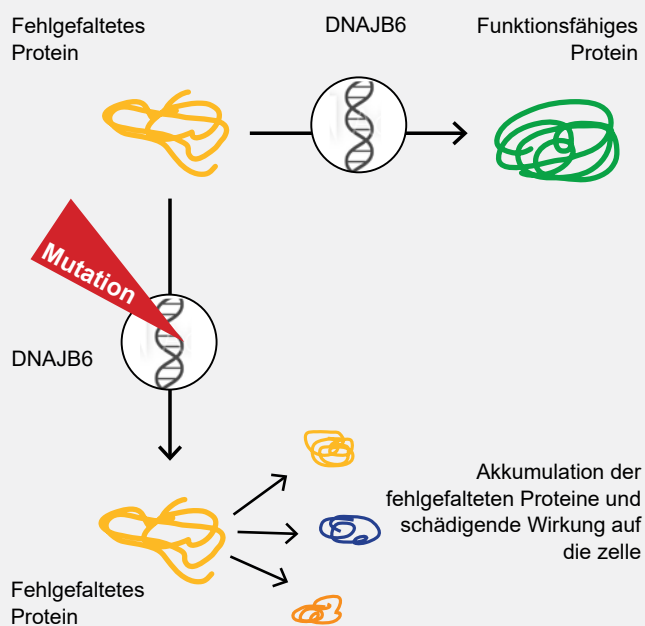 Fehlgefaltetes
Protein
DNAJB6
Funktionsfähiges
Protein
Mutation
DNAJB6
Akkumulation der
fehlgefalteten Proteine und
schädigende Wirkung auf
die zelle
Fehlgefaltetes
Protein